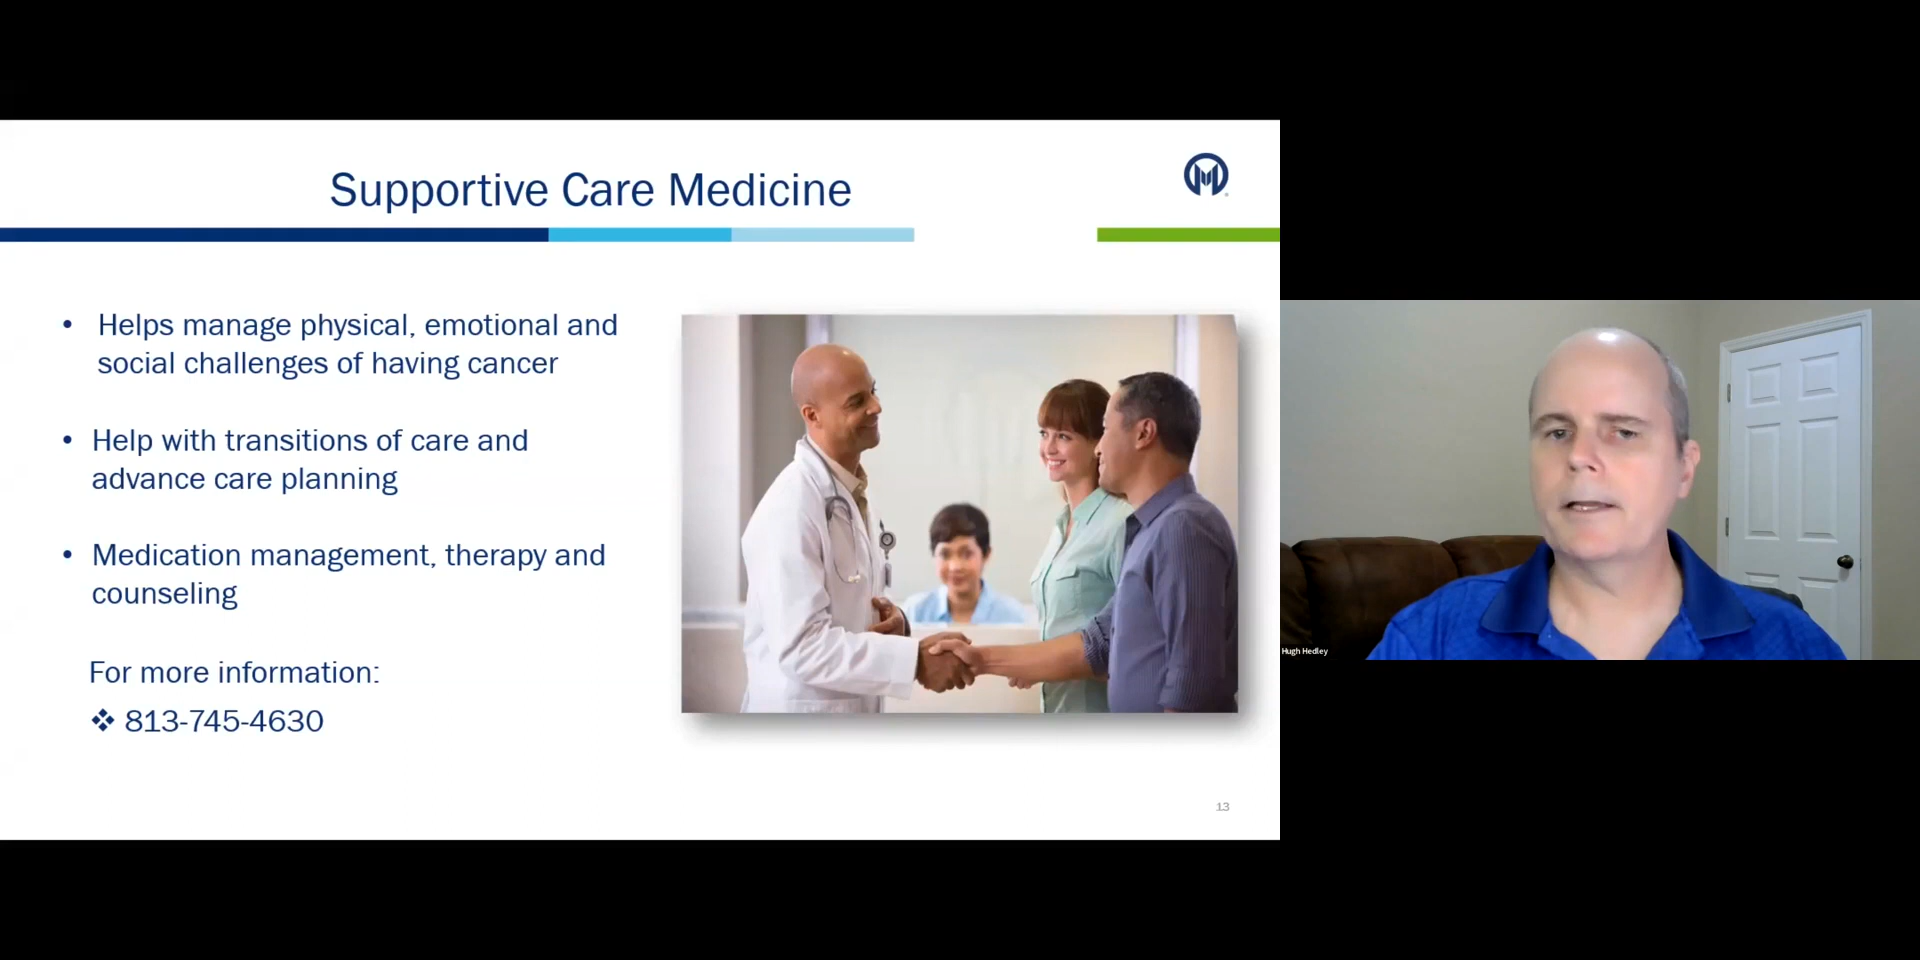 Supportive Care Medicine
• Helps manage physical, emotional and
social challenges of having cancer
• Help with transitions of care and
advance care planning
• Medication management, therapy and
counseling
For more information:
❖ 813-745-4630
13
Hugh Hedley